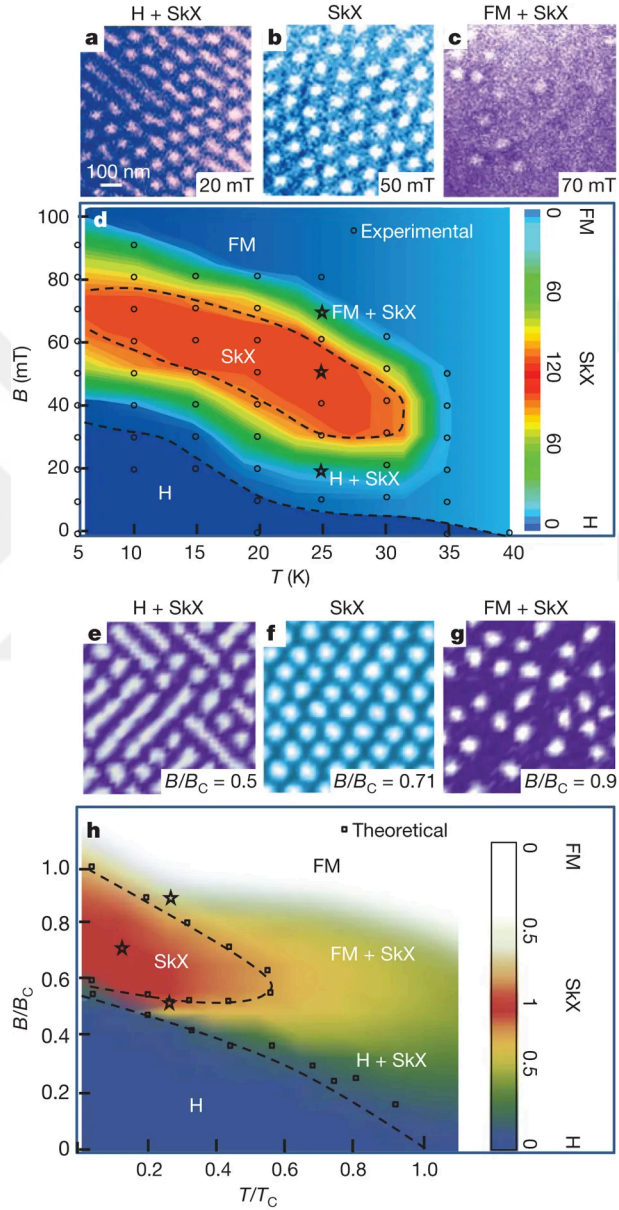 H + SkX
SkX
FM + SkX
a
b
c
100 nm
20 mT
50 mT
70 mT
d
FM
Experimental
FM + SkX
SkX
H + SkX
H
100
80
60
40
20
0
B (mT)
5
10
15
20
25
30
35
40
T (K)
0
60
120
60
0
FM
SkX
H
H + SkX
SkX
FM + SkX
e
f
g
B/BC = 0.5
B/BC = 0.71
B/BC = 0.9
h
Theoretical
FM
SkX
FM + SkX
H + SkX
H
1.0
0.8
0.6
0.4
0.2
0
B/BC
0.2
0.4
0.6
0.8
1.0
T/TC
0
0.5
1
0.5
0
FM
SkX
H